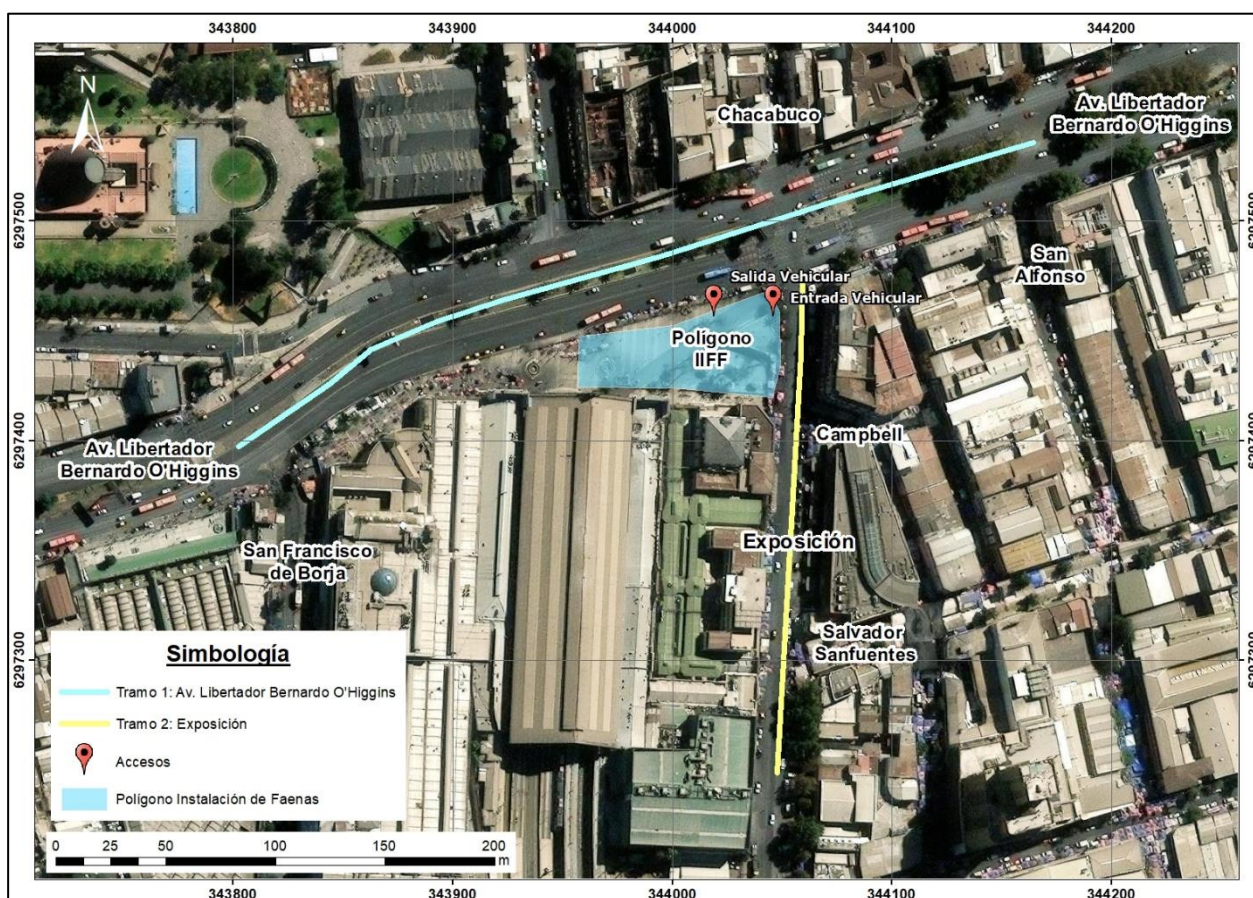 343800
343900
344000
344100
344200
N
Chacabuco
Av. Libertador
Bernardo O'Higgins
6297500
6297500
San
Alfonso
Salida Vehicular
Entrada Vehicular
Polígono
IIFF
6297400
6297400
Campbell
Av. Libertador
Bernardo O'Higgins
Exposición
San Francisco
de Borja
Salvador
Sanfuentes
6297300
6297300
Simbología
Tramo 1: Av. Libertador Bernardo O'Higgins
Tramo 2: Exposición
Accesos
Polígono Instalación de Faenas
0
25
50
100
150
200
m
343800
343900
344000
344100
344200